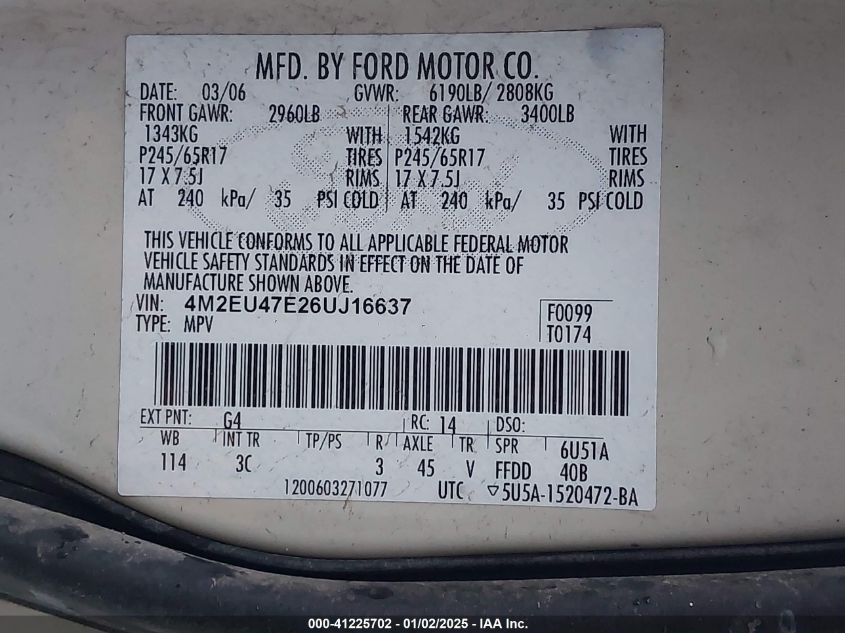 MFD. BY FORD MOTOR CO.
DATE: 03/06 GVWR: 6190LB/ 2808KG
FRONT GAWR: 2960LB REAR GAWR: 3400LB
1343KG WITH 1542KG WITH
P245/65R17 TIRES P245/65R17 TIRES
17 X 7.5J RIMS 17 X 7.5J RIMS
AT 240 kPa/ 35 PSI COLD AT 240 kPa/ 35 PSI COLD
THIS VEHICLE CONFORMS TO ALL APPLICABLE FEDERAL MOTOR
VEHICLE SAFETY STANDARDS IN EFFECT ON THE DATE OF
MANUFACTURE SHOWN ABOVE.
VIN: 4M2EU47E26UJ16637 F0099
TYPE: MPV T0174
EXT PNT: G4 RC: 14 DSO:
WB INT TR TP/PS R AXLE TR SPR 6U51A
114 3C 3 45 V FFDD 40B
1200603271077 UTC ▽5U5A-1520472-BA
000-41225702 - 01/02/2025 - IAA Inc.